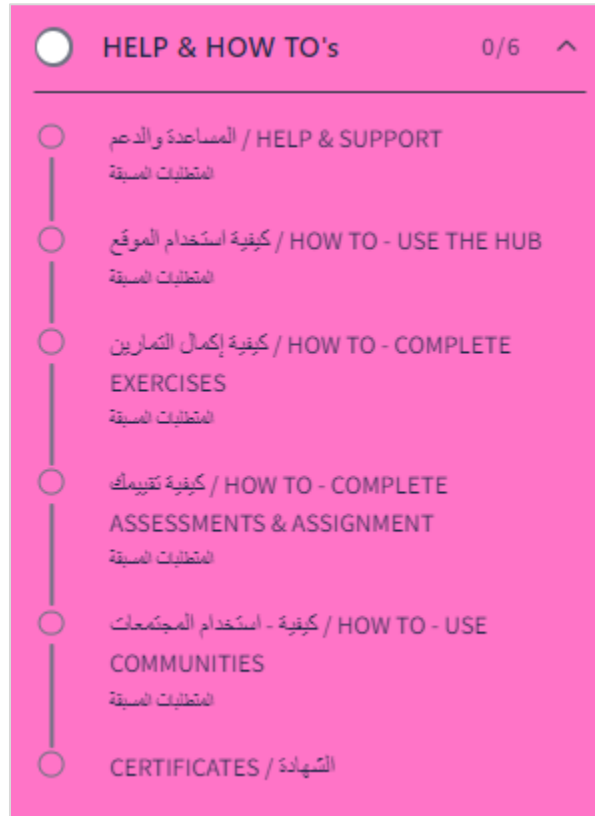 HELP & HOW TO's 0/6
المساعدة والدعم / HELP & SUPPORT
المتطلبات المسبقة
كيفية استخدام الموقع / HOW TO - USE THE HUB
المتطلبات المسبقة
كيفية إكمال التمارين / HOW TO - COMPLETE
EXERCISES
المتطلبات المسبقة
كيفية تقييمك / HOW TO - COMPLETE
ASSESSMENTS & ASSIGNMENT
المتطلبات المسبقة
كيفية - استخدام المجتمعات / HOW TO - USE
COMMUNITIES
المتطلبات المسبقة
CERTIFICATES / الشهادة